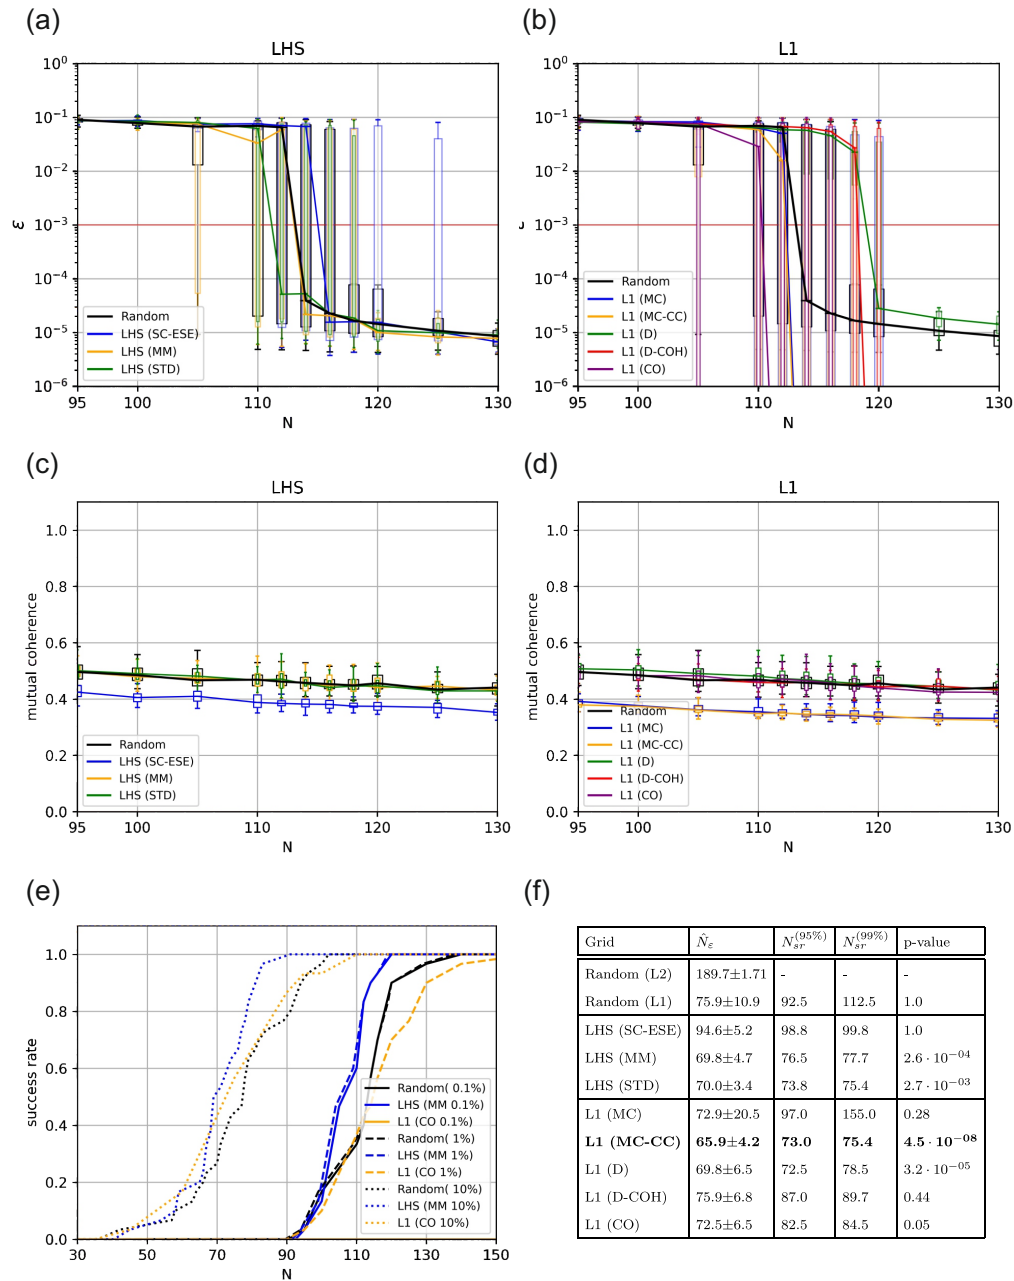 (a)
LHS
10^0
10^-1
10^-2
10^-3
10^-4
10^-5
10^-6
ε
Random
LHS (SC-ESE)
LHS (MM)
LHS (STD)
95 100 110 120 130
N
(b)
L1
10^0
10^-1
10^-2
10^-3
10^-4
10^-5
10^-6
Random
L1 (MC)
L1 (MC-CC)
L1 (D)
L1 (D-COH)
L1 (CO)
95 100 110 120 130
N
(c)
LHS
mutual coherence
1.0
0.8
0.6
0.4
0.2
0.0
Random
LHS (SC-ESE)
LHS (MM)
LHS (STD)
95 100 110 120 130
N
(d)
L1
mutual coherence
1.0
0.8
0.6
0.4
0.2
0.0
Random
L1 (MC)
L1 (MC-CC)
L1 (D)
L1 (D-COH)
L1 (CO)
95 100 110 120 130
N
(e)
success rate
1.0
0.8
0.6
0.4
0.2
0.0
Random( 0.1%)
LHS (MM 0.1%)
L1 (CO 0.1%)
Random( 1%)
LHS (MM 1%)
L1 (CO 1%)
Random( 10%)
LHS (MM 10%)
L1 (CO 10%)
30 50 70 90 110 130 150
N
(f)
Grid N̂_ε N_sr^(95%) N_sr^(99%) p-value
Random (L2) 189.7±1.71 - - -
Random (L1) 75.9±10.9 92.5 112.5 1.0
LHS (SC-ESE) 94.6±5.2 98.8 99.8 1.0
LHS (MM) 69.8±4.7 76.5 77.7 2.6 · 10^-04
LHS (STD) 70.0±3.4 73.8 75.4 2.7 · 10^-03
L1 (MC) 72.9±20.5 97.0 155.0 0.28
L1 (MC-CC) 65.9±4.2 73.0 75.4 4.5 · 10^-08
L1 (D) 69.8±6.5 72.5 78.5 3.2 · 10^-05
L1 (D-COH) 75.9±6.8 87.0 89.7 0.44
L1 (CO) 72.5±6.5 82.5 84.5 0.05